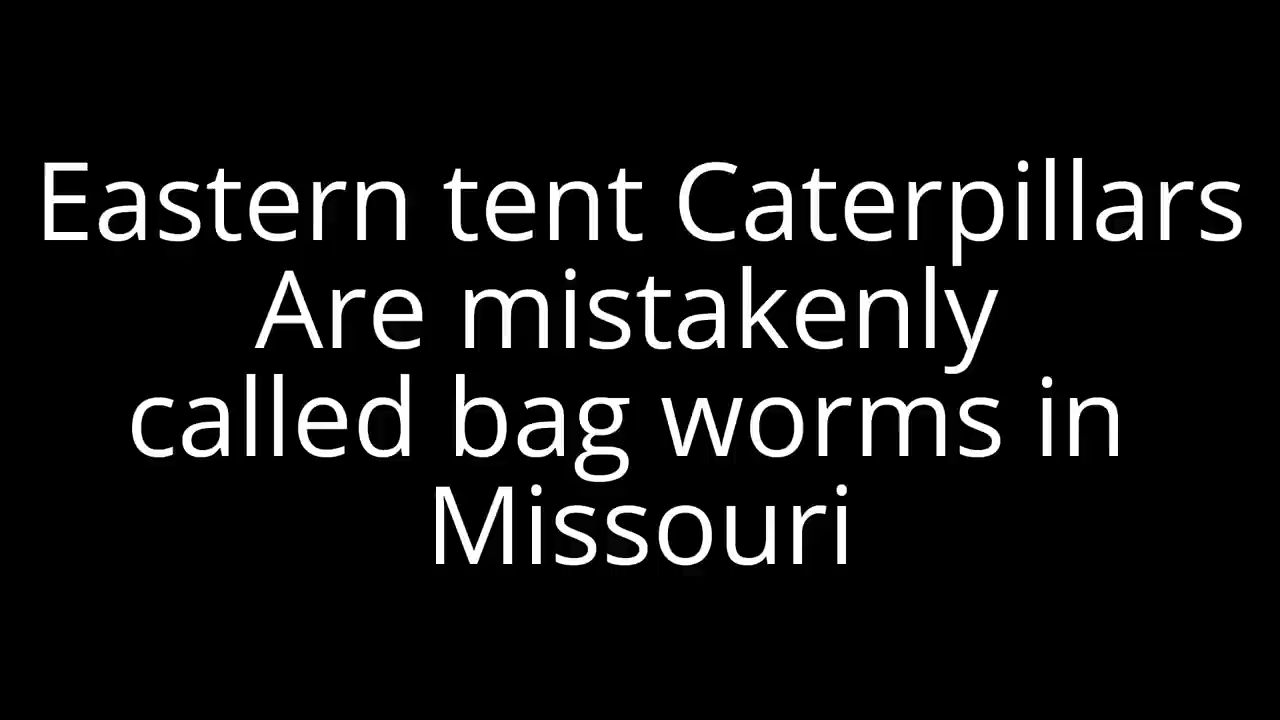 Eastern tent Caterpillars
Are mistakenly
called bag worms in
Missouri